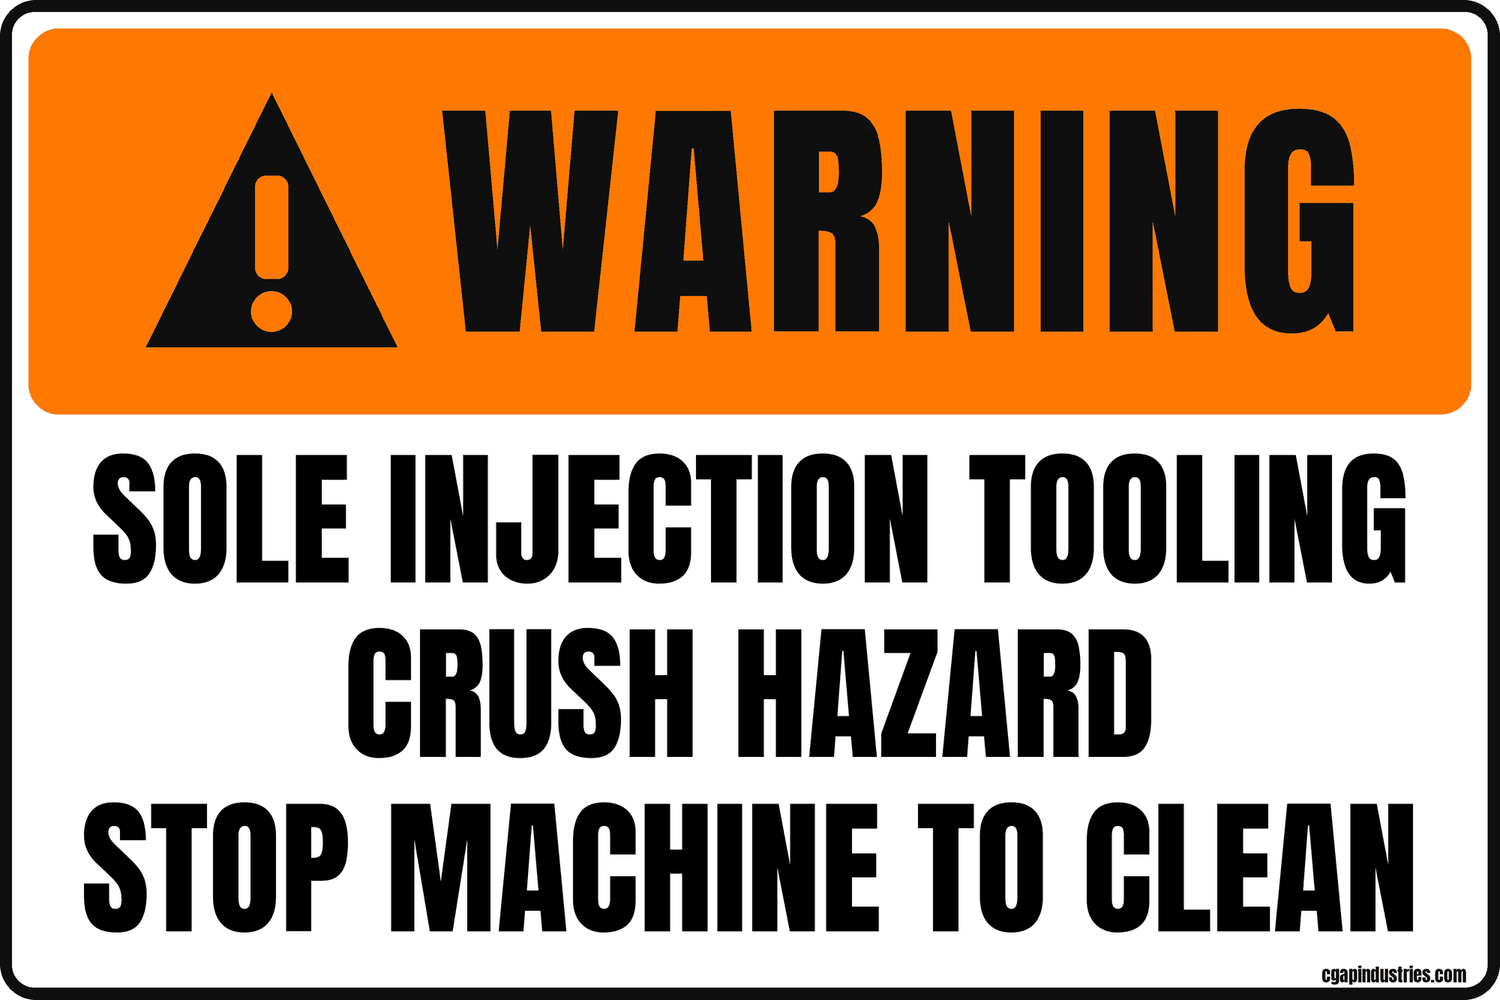 WARNING
SOLE INJECTION TOOLING
CRUSH HAZARD
STOP MACHINE TO CLEAN
cgapindustries.com